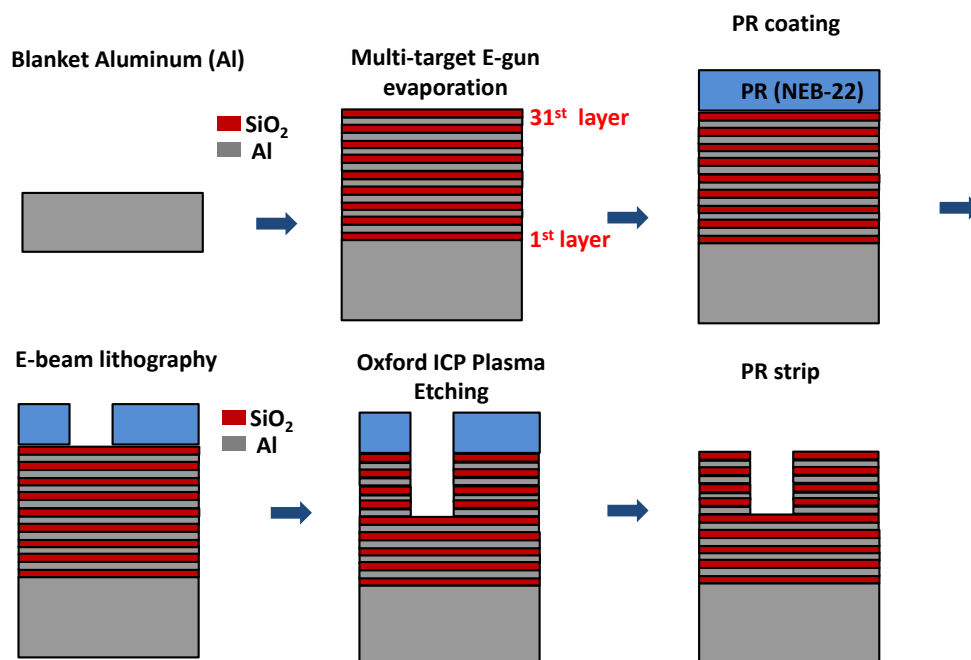 Blanket Aluminum (Al)
Multi-target E-gun
evaporation
PR coating
SiO₂
Al
31st layer
1st layer
PR (NEB-22)
E-beam lithography
Oxford ICP Plasma
Etching
PR strip
SiO₂
Al